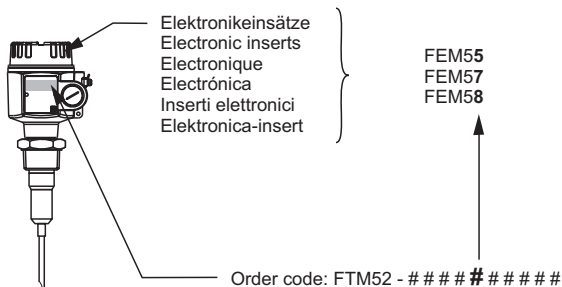 Elektronikeinsätze
Electronic inserts
Electronique
Electrónica
Inserti elettronici
Elektronica-insert
FEM55
FEM57
FEM58
Order code: FTM52 - # # # # # # # # # #